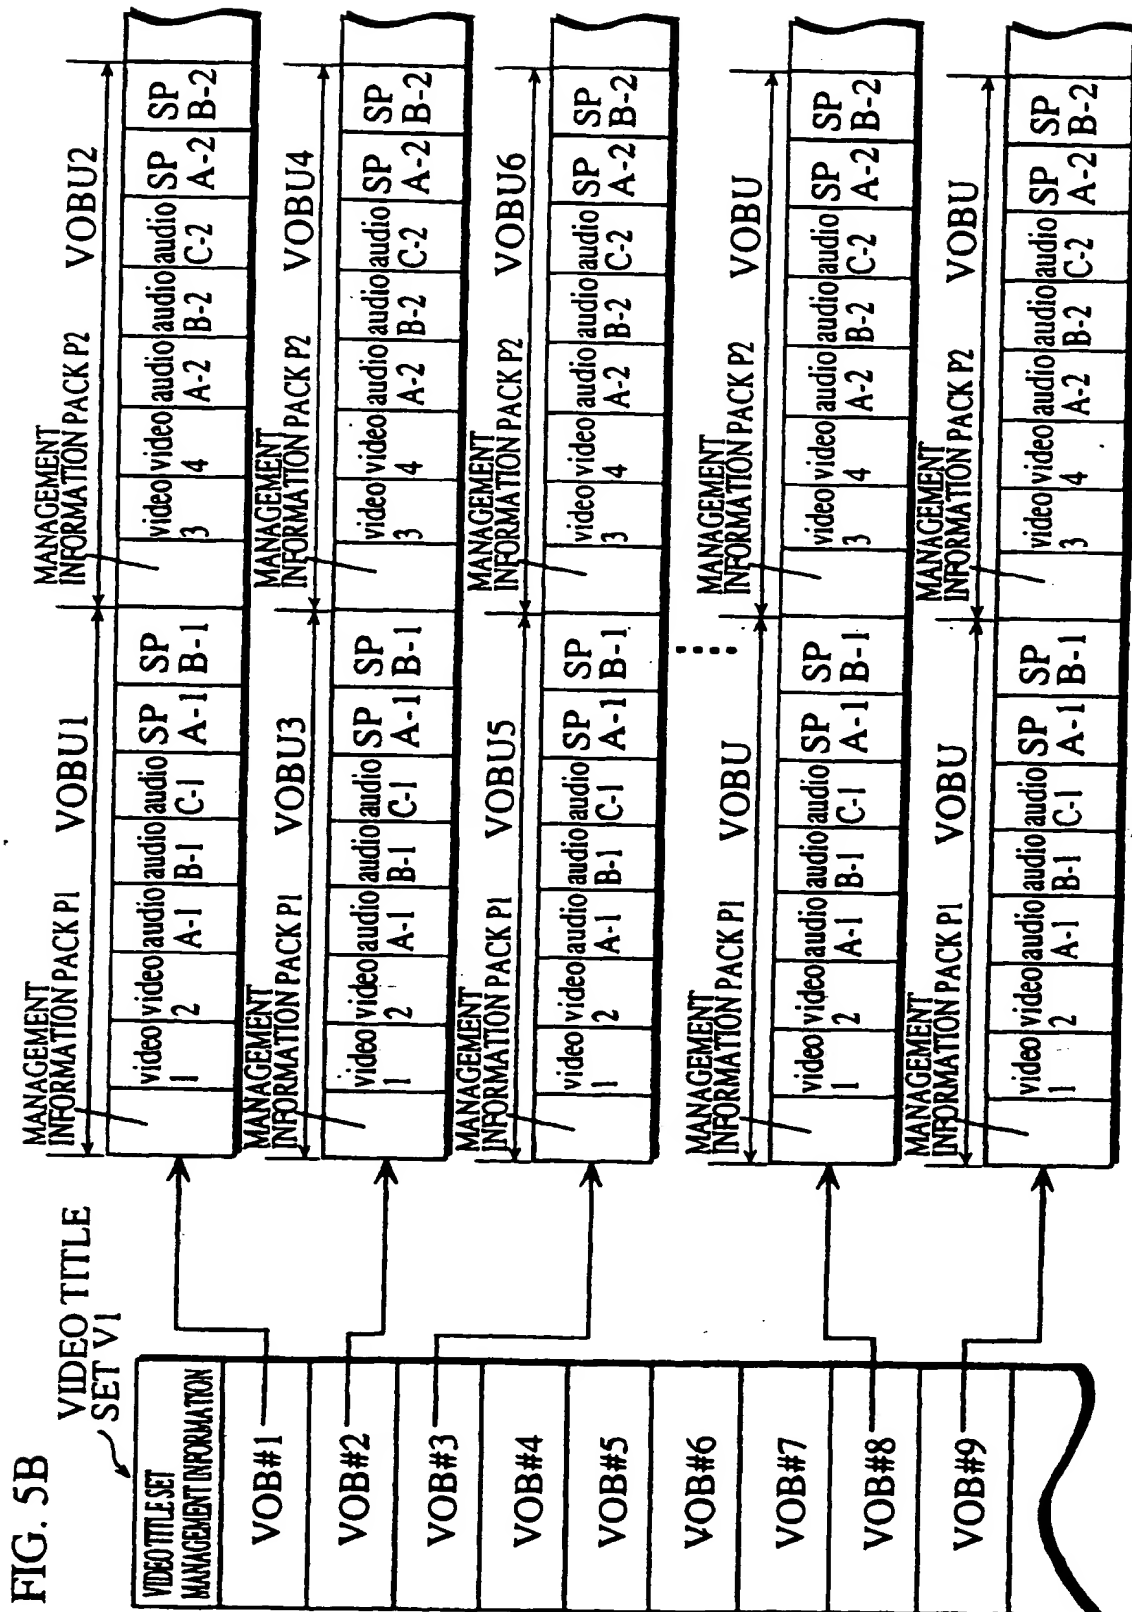 FIG. 5B
VIDEO TITLE
SET V1
VIDEO TITLE SET
MANAGEMENT INFORMATION
VOB#1
VOB#2
VOB#3
VOB#4
VOB#5
VOB#6
VOB#7
VOB#8
VOB#9
MANAGEMENT
INFORMATION PACK P1
VOBU1
MANAGEMENT
INFORMATION PACK P2
VOBU2
video video audio audio audio SP SP video video audio audio audio SP SP
1 2 A-1 B-1 C-1 A-1 B-1 3 4 A-2 B-2 C-2 A-2 B-2
MANAGEMENT
INFORMATION PACK P1
VOBU3
MANAGEMENT
INFORMATION PACK P2
VOBU4
video video audio audio audio SP SP video video audio audio audio SP SP
1 2 A-1 B-1 C-1 A-1 B-1 3 4 A-2 B-2 C-2 A-2 B-2
MANAGEMENT
INFORMATION PACK P1
VOBU5
MANAGEMENT
INFORMATION PACK P2
VOBU6
video video audio audio audio SP SP video video audio audio audio SP SP
1 2 A-1 B-1 C-1 A-1 B-1 3 4 A-2 B-2 C-2 A-2 B-2
MANAGEMENT
INFORMATION PACK P1
VOBU
MANAGEMENT
INFORMATION PACK P2
VOBU
video video audio audio audio SP SP video video audio audio audio SP SP
1 2 A-1 B-1 C-1 A-1 B-1 3 4 A-2 B-2 C-2 A-2 B-2
MANAGEMENT
INFORMATION PACK P1
VOBU
MANAGEMENT
INFORMATION PACK P2
VOBU
video video audio audio audio SP SP video video audio audio audio SP SP
1 2 A-1 B-1 C-1 A-1 B-1 3 4 A-2 B-2 C-2 A-2 B-2